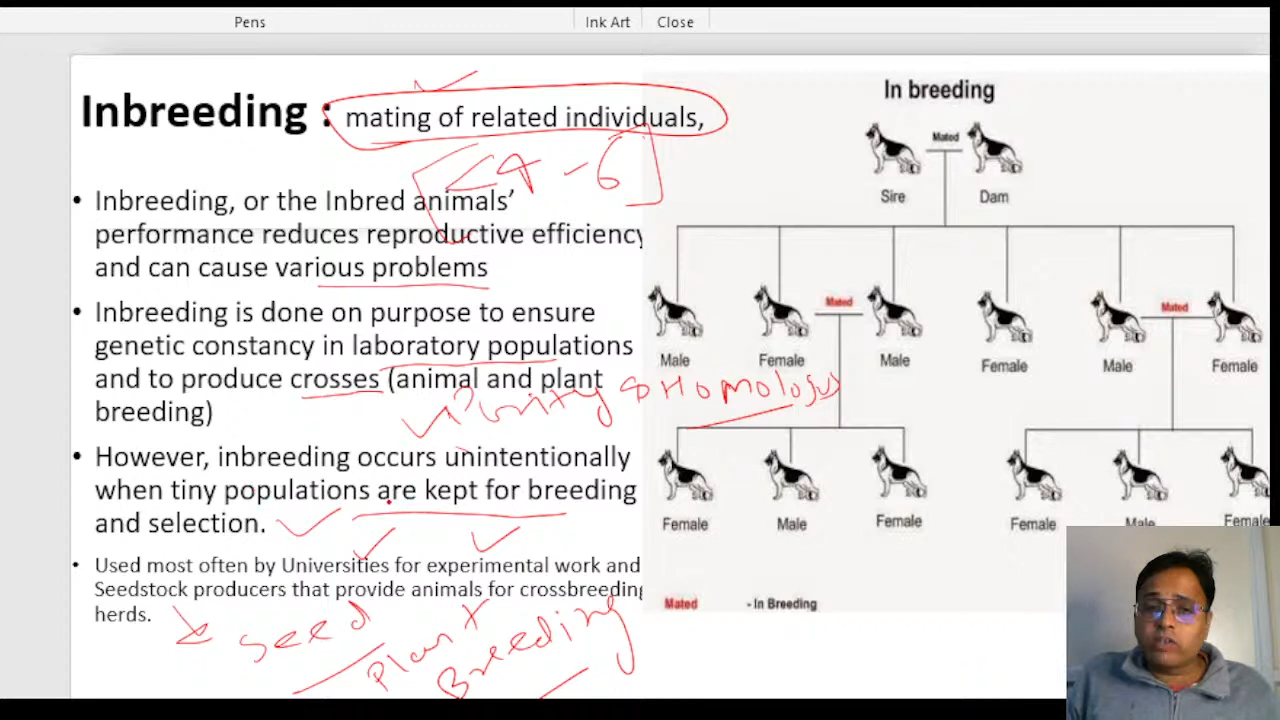 Pens Ink Art Close
Inbreeding : mating of related individuals,
<4-6
• Inbreeding, or the Inbred animals’
performance reduces reproductive efficiency
and can cause various problems
• Inbreeding is done on purpose to ensure
genetic constancy in laboratory populations
and to produce crosses (animal and plant
breeding)
Purity & Homologus
• However, inbreeding occurs unintentionally
when tiny populations are kept for breeding
and selection.
• Used most often by Universities for experimental work and
Seedstock producers that provide animals for crossbreeding
herds.
Seed
Plant
Breeding
In breeding
Mated
Sire Dam
Mated Mated
Male Female Male Female Male Female
Female Male Female Female Male Female
Mated - In Breeding